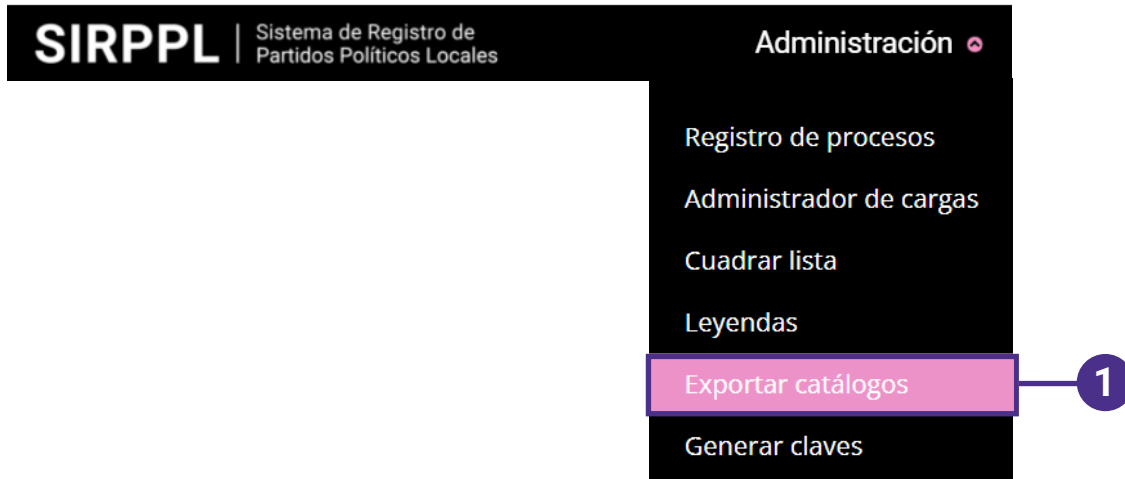 SIRPPL | Sistema de Registro de
Partidos Políticos Locales
Administración
Registro de procesos
Administrador de cargas
Cuadrar lista
Leyendas
Exportar catálogos
1
Generar claves